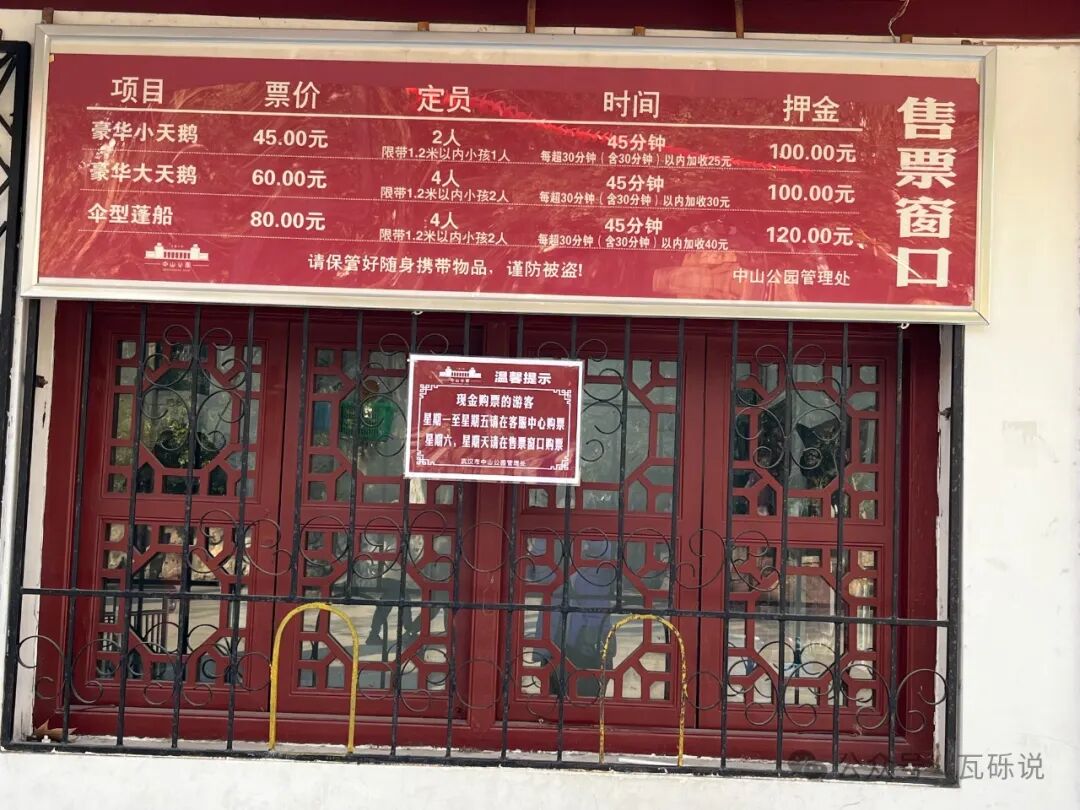 售票窗口
项目 票价 定员 时间 押金
豪华小天鹅 45.00元 2人 限带1.2米以内小孩1人 45分钟 每超30分钟（含30分钟）以内加收25元 100.00元
豪华大天鹅 60.00元 4人 限带1.2米以内小孩2人 45分钟 每超30分钟（含30分钟）以内加收30元 100.00元
伞型蓬船 80.00元 4人 限带1.2米以内小孩2人 45分钟 每超30分钟（含30分钟）以内加收40元 120.00元
中山公园
请保管好随身携带物品，谨防被盗!
中山公园管理处
温馨提示
现金购票的游客
星期一至星期五请在客服中心购票
星期六，星期天请在售票窗口购票
武汉市中山公园管理处
公众号 瓦砾说